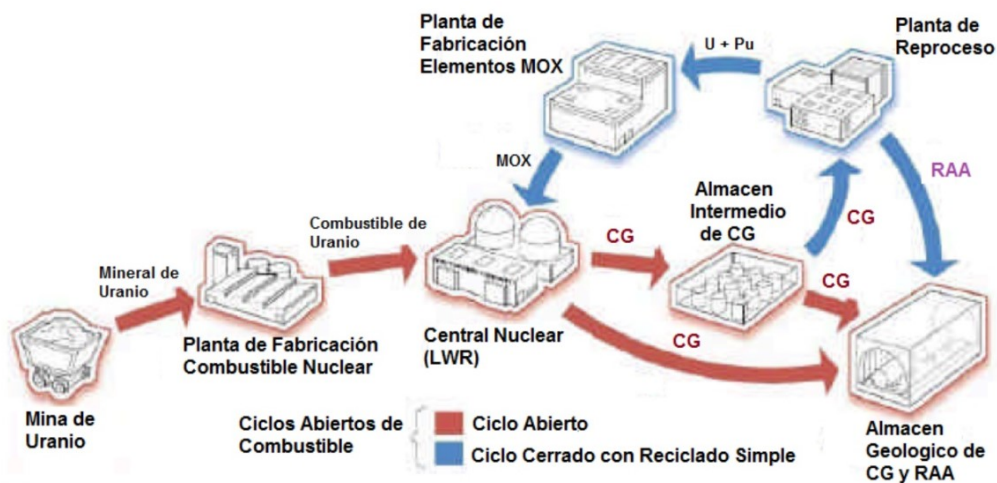 Planta de
Fabricación
Elementos MOX
U + Pu
Planta de
Reproceso
MOX
RAA
Almacen
Intermedio
de CG
CG
Combustible de
Uranio
CG
CG
Mineral de
Uranio
Central Nuclear
(LWR)
CG
Planta de Fabricación
Combustible Nuclear
Mina de
Uranio
Ciclos Abiertos de
Combustible
Ciclo Abierto
Ciclo Cerrado con Reciclado Simple
Almacen
Geologico de
CG y RAA